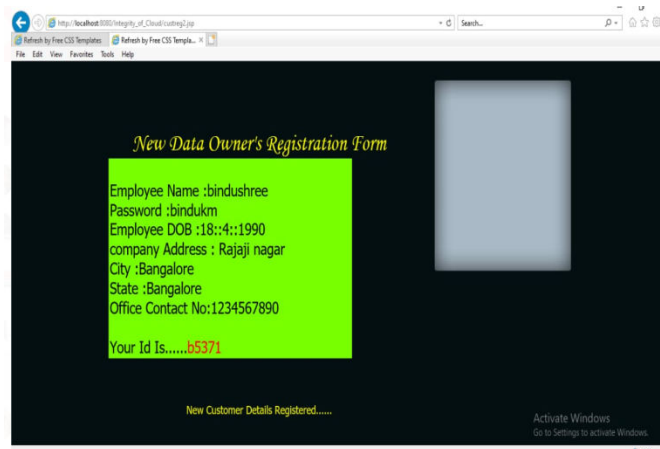 http://localhost:8080/Integrity_of_Cloud/custreg2.jsp
Search...
Refresh by Free CSS Templates
Refresh by Free CSS Templa...
File Edit View Favorites Tools Help
New Data Owner's Registration Form
Employee Name :bindushree
Password :bindukm
Employee DOB :18::4::1990
company Address : Rajaji nagar
City :Bangalore
State :Bangalore
Office Contact No:1234567890
Your Id Is......b5371
New Customer Details Registered......
Activate Windows
Go to Settings to activate Windows.